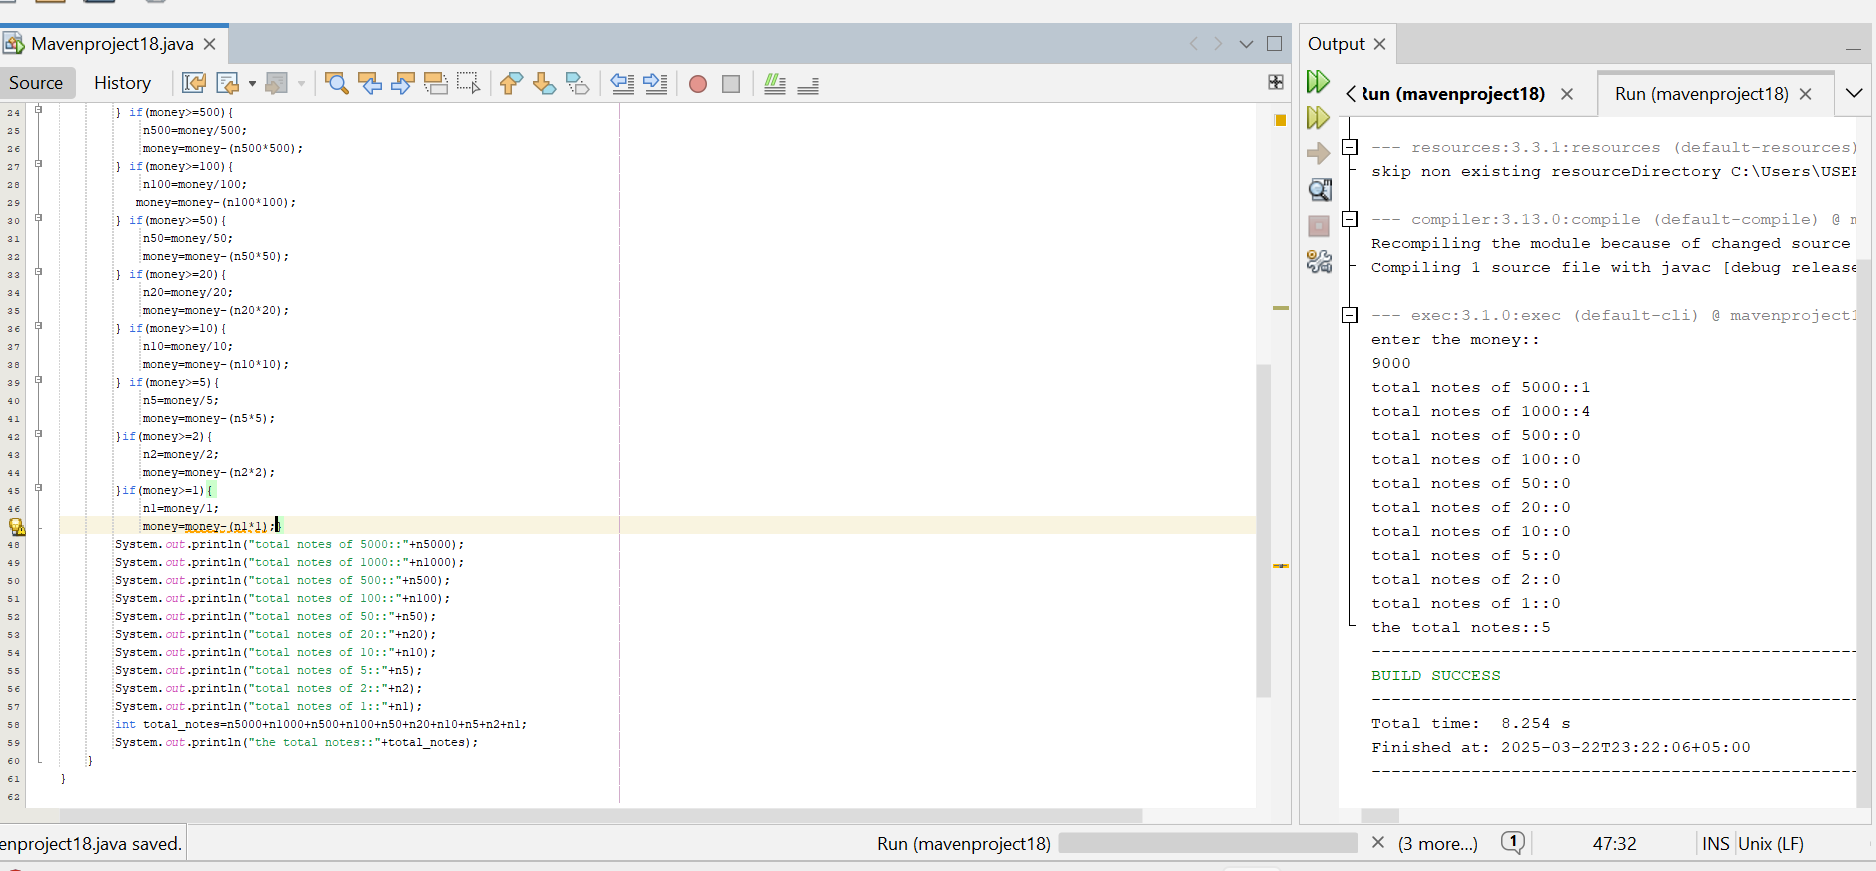 Mavenproject18.java
Source History
24 } if(money>=500){
25 n500=money/500;
26 money=money-(n500*500);
27 } if(money>=100){
28 n100=money/100;
29 money=money-(n100*100);
30 } if(money>=50){
31 n50=money/50;
32 money=money-(n50*50);
33 } if(money>=20){
34 n20=money/20;
35 money=money-(n20*20);
36 } if(money>=10){
37 n10=money/10;
38 money=money-(n10*10);
39 } if(money>=5){
40 n5=money/5;
41 money=money-(n5*5);
42 }if(money>=2){
43 n2=money/2;
44 money=money-(n2*2);
45 }if(money>=1){
46 n1=money/1;
money=money-(n1*1);}
48 System.out.println("total notes of 5000::"+n5000);
49 System.out.println("total notes of 1000::"+n1000);
50 System.out.println("total notes of 500::"+n500);
51 System.out.println("total notes of 100::"+n100);
52 System.out.println("total notes of 50::"+n50);
53 System.out.println("total notes of 20::"+n20);
54 System.out.println("total notes of 10::"+n10);
55 System.out.println("total notes of 5::"+n5);
56 System.out.println("total notes of 2::"+n2);
57 System.out.println("total notes of 1::"+n1);
58 int total_notes=n5000+n1000+n500+n100+n50+n20+n10+n5+n2+n1;
59 System.out.println("the total notes::"+total_notes);
60 }
61 }
62
Output
Run (mavenproject18) Run (mavenproject18)
--- resources:3.3.1:resources (default-resources)
skip non existing resourceDirectory C:\Users\USER
--- compiler:3.13.0:compile (default-compile) @ m
Recompiling the module because of changed source
Compiling 1 source file with javac [debug release
--- exec:3.1.0:exec (default-cli) @ mavenproject1
enter the money::
9000
total notes of 5000::1
total notes of 1000::4
total notes of 500::0
total notes of 100::0
total notes of 50::0
total notes of 20::0
total notes of 10::0
total notes of 5::0
total notes of 2::0
total notes of 1::0
the total notes::5
------------------------------------------------
BUILD SUCCESS
------------------------------------------------
Total time: 8.254 s
Finished at: 2025-03-22T23:22:06+05:00
------------------------------------------------
enproject18.java saved. Run (mavenproject18) (3 more...) 1 47:32 INS Unix (LF)